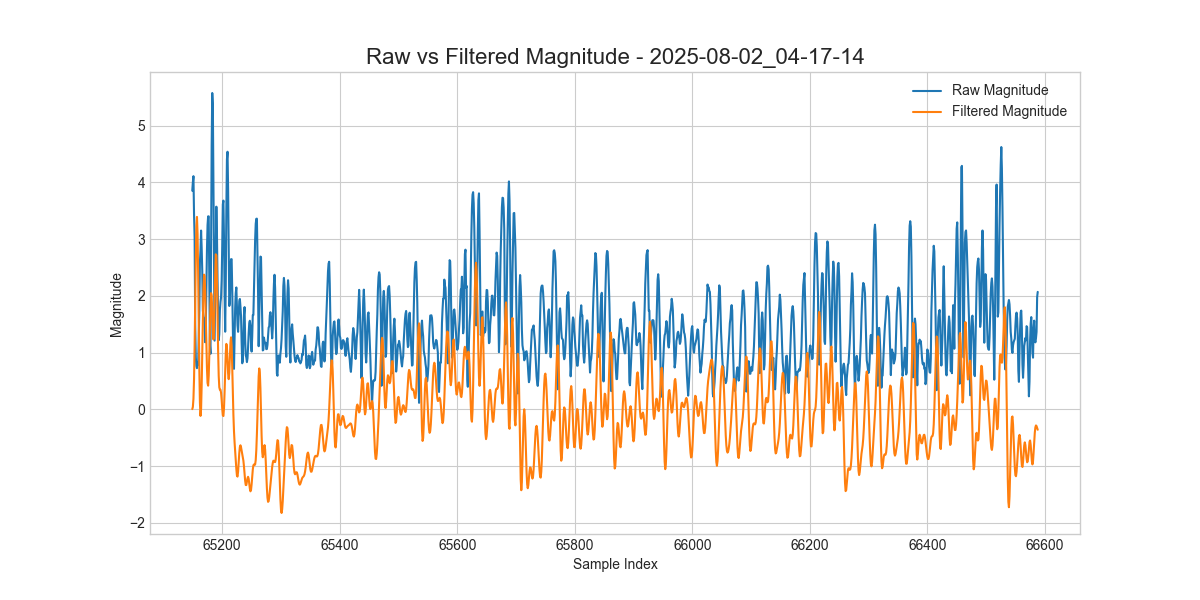 Raw vs Filtered Magnitude - 2025-08-02_04-17-14
Raw Magnitude
Filtered Magnitude
Magnitude
5
4
3
2
1
0
−1
−2
65200 65400 65600 65800 66000 66200 66400 66600
Sample Index